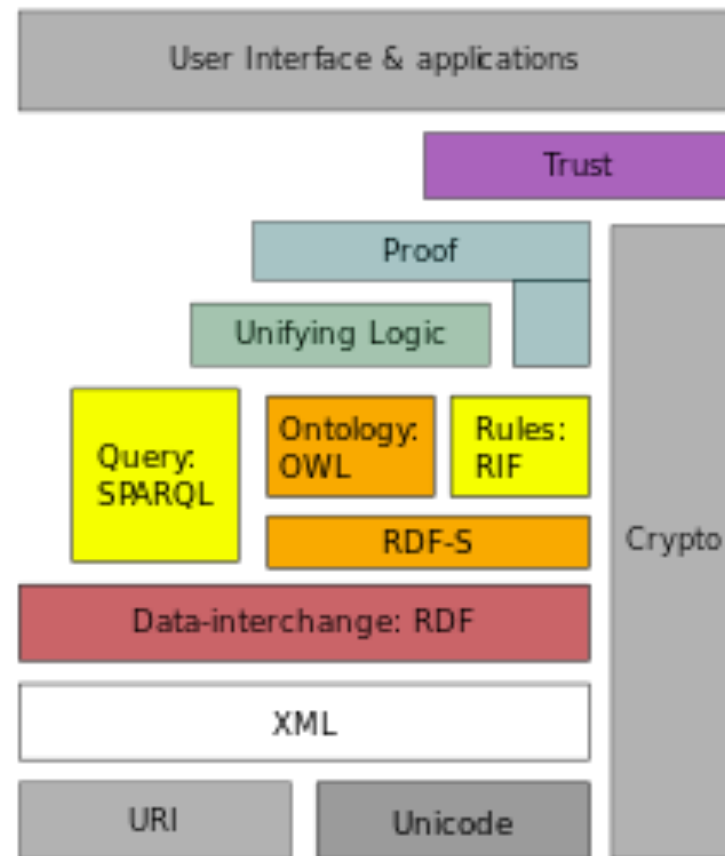 User Interface & applications
Trust
Proof
Unifying Logic
Query:
SPARQL
Ontology:
OWL
Rules:
RIF
RDF-S
Crypto
Data-interchange: RDF
XML
URI
Unicode